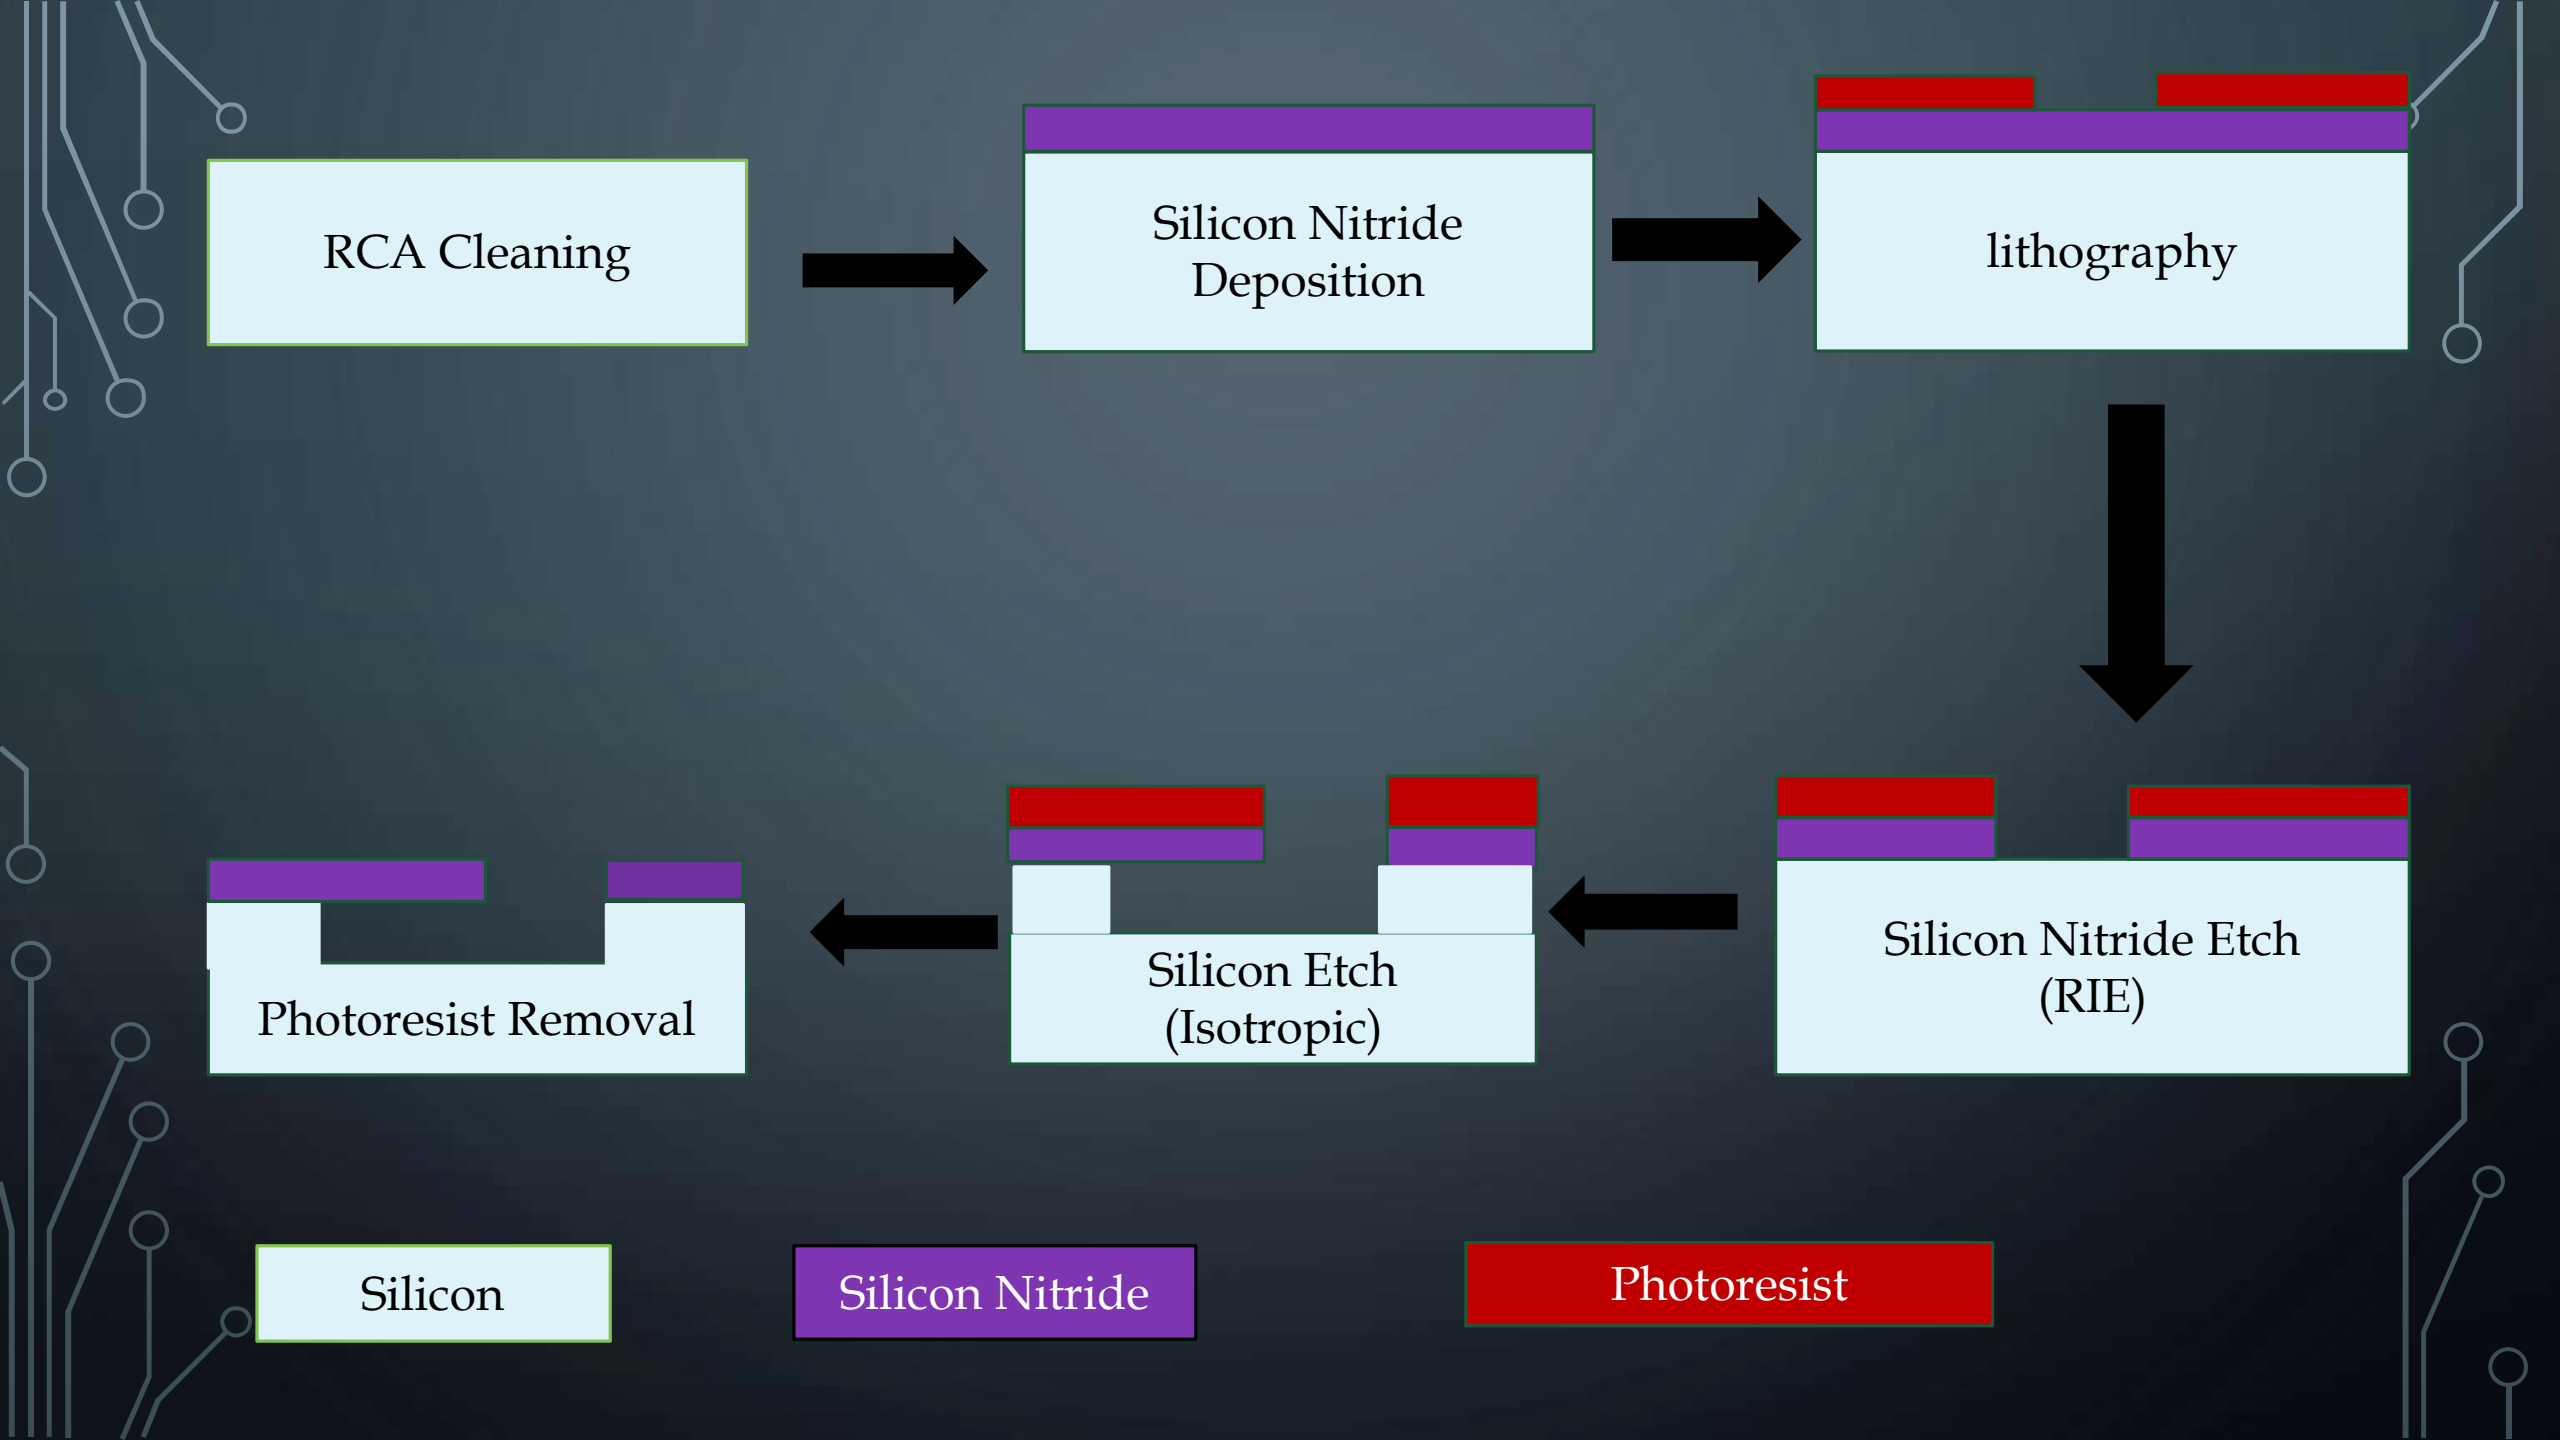 RCA Cleaning
Silicon Nitride
Deposition
lithography
Silicon Nitride Etch
(RIE)
Silicon Etch
(Isotropic)
Photoresist Removal
Silicon
Silicon Nitride
Photoresist